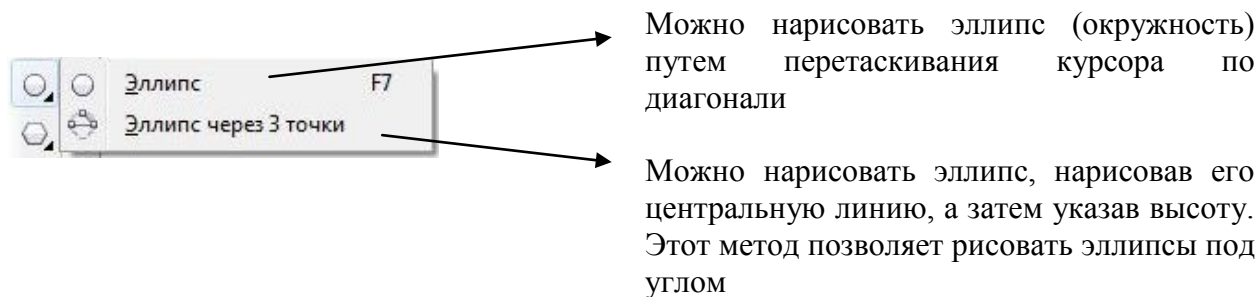 Эллипс F7
Эллипс через 3 точки
Можно нарисовать эллипс (окружность)
путем перетаскивания курсора по
диагонали
Можно нарисовать эллипс, нарисовав его
центральную линию, а затем указав высоту.
Этот метод позволяет рисовать эллипсы под
углом